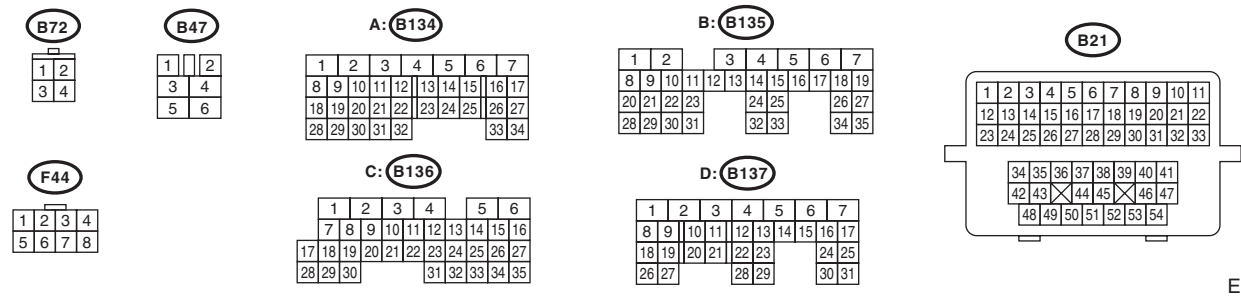 B72
1 2
3 4
B47
1 2
3 4
5 6
A: B134
1 2 3 4 5 6 7
8 9 10 11 12 13 14 15 16 17
18 19 20 21 22 23 24 25 26 27
28 29 30 31 32 33 34
B: B135
1 2 3 4 5 6 7
8 9 10 11 12 13 14 15 16 17 18 19
20 21 22 23 24 25 26 27
28 29 30 31 32 33 34 35
B21
1 2 3 4 5 6 7 8 9 10 11
12 13 14 15 16 17 18 19 20 21 22
23 24 25 26 27 28 29 30 31 32 33
34 35 36 37 38 39 40 41
42 43 44 45 46 47
48 49 50 51 52 53 54
F44
1 2 3 4
5 6 7 8
C: B136
1 2 3 4 5 6
7 8 9 10 11 12 13 14 15 16
17 18 19 20 21 22 23 24 25 26 27
28 29 30 31 32 33 34 35
D: B137
1 2 3 4 5 6 7
8 9 10 11 12 13 14 15 16 17
18 19 20 21 22 23 24 25
26 27 28 29 30 31
E